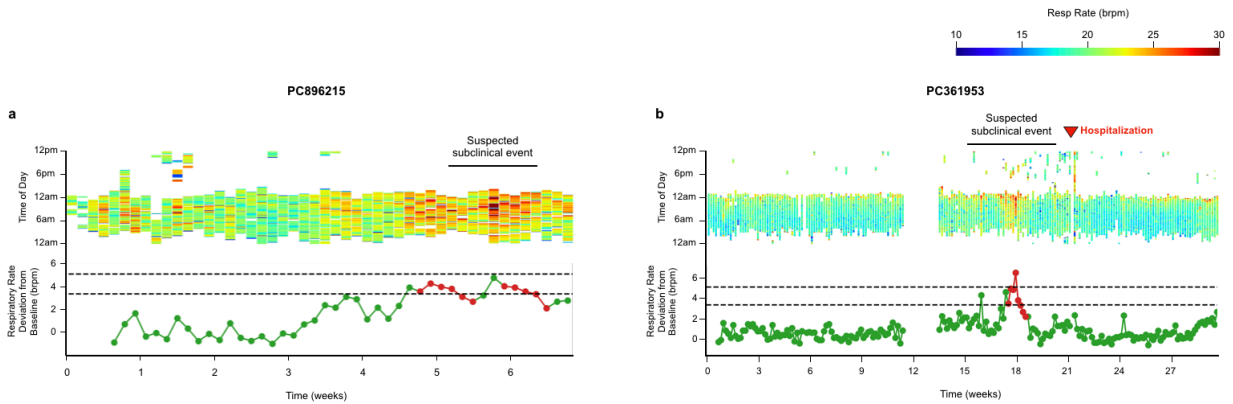 Resp Rate (brpm)
10 15 20 25 30
PC896215
PC361953
a
b
Suspected
subclinical event
Suspected
subclinical event
Hospitalization
12pm
6pm
12am
6am
12am
Time of Day
12pm
6pm
12am
6am
12am
Time of Day
6
4
2
0
Respiratory Rate
Deviation from
Baseline (brpm)
6
4
2
0
Respiratory Rate
Deviation from
Baseline (brpm)
0 1 2 3 4 5 6
0 3 6 9 12 15 18 21 24 27
Time (weeks)
Time (weeks)